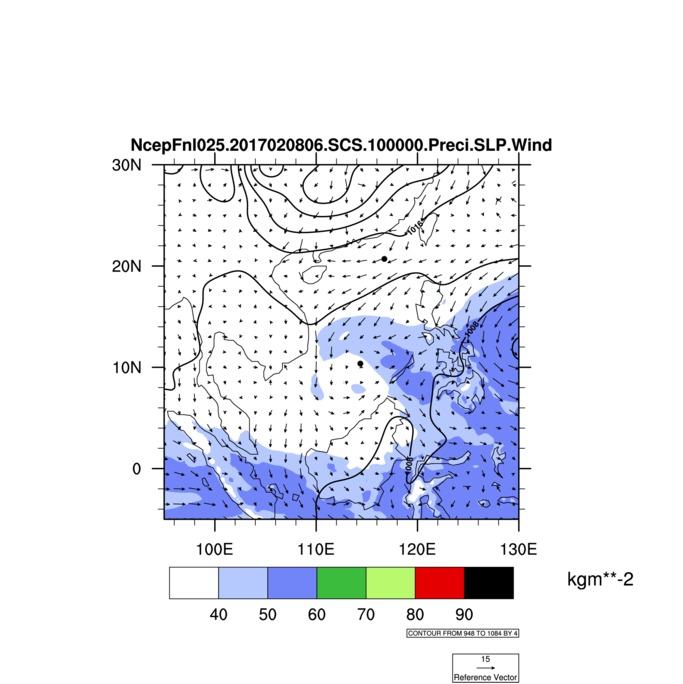 NcepFnl025.2017020806.SCS.100000.Preci.SLP.Wind
30N
20N
10N
0
1016
1008
1008
100E
110E
120E
130E
kgm**-2
40
50
60
70
80
90
CONTOUR FROM 948 TO 1084 BY 4
15
Reference Vector